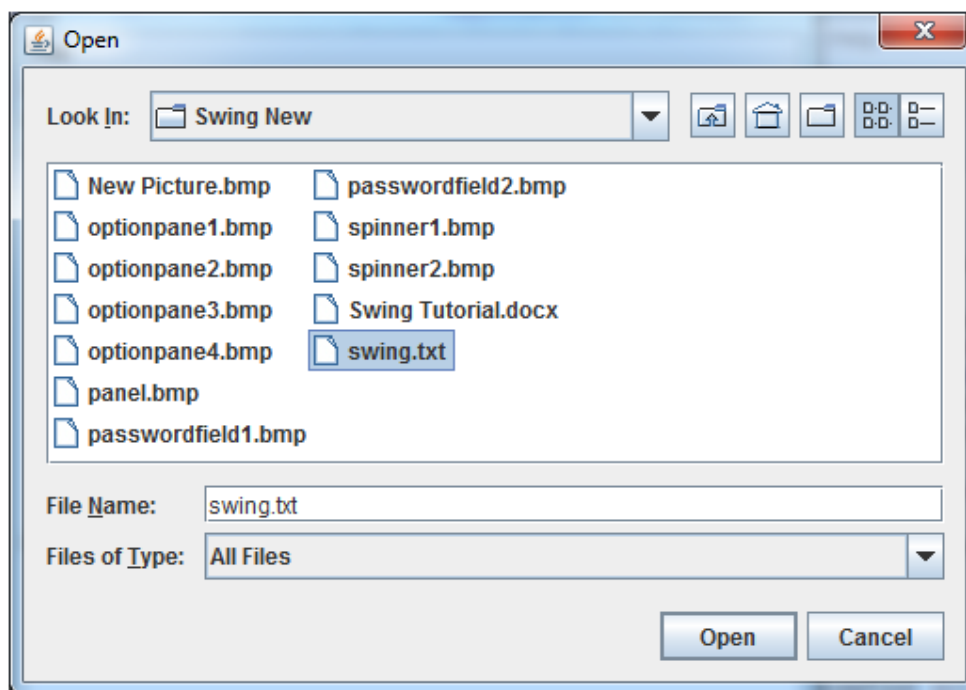 Open
Look In: Swing New
New Picture.bmp
optionpane1.bmp
optionpane2.bmp
optionpane3.bmp
optionpane4.bmp
panel.bmp
passwordfield1.bmp
passwordfield2.bmp
spinner1.bmp
spinner2.bmp
Swing Tutorial.docx
swing.txt
File Name: swing.txt
Files of Type: All Files
Open Cancel